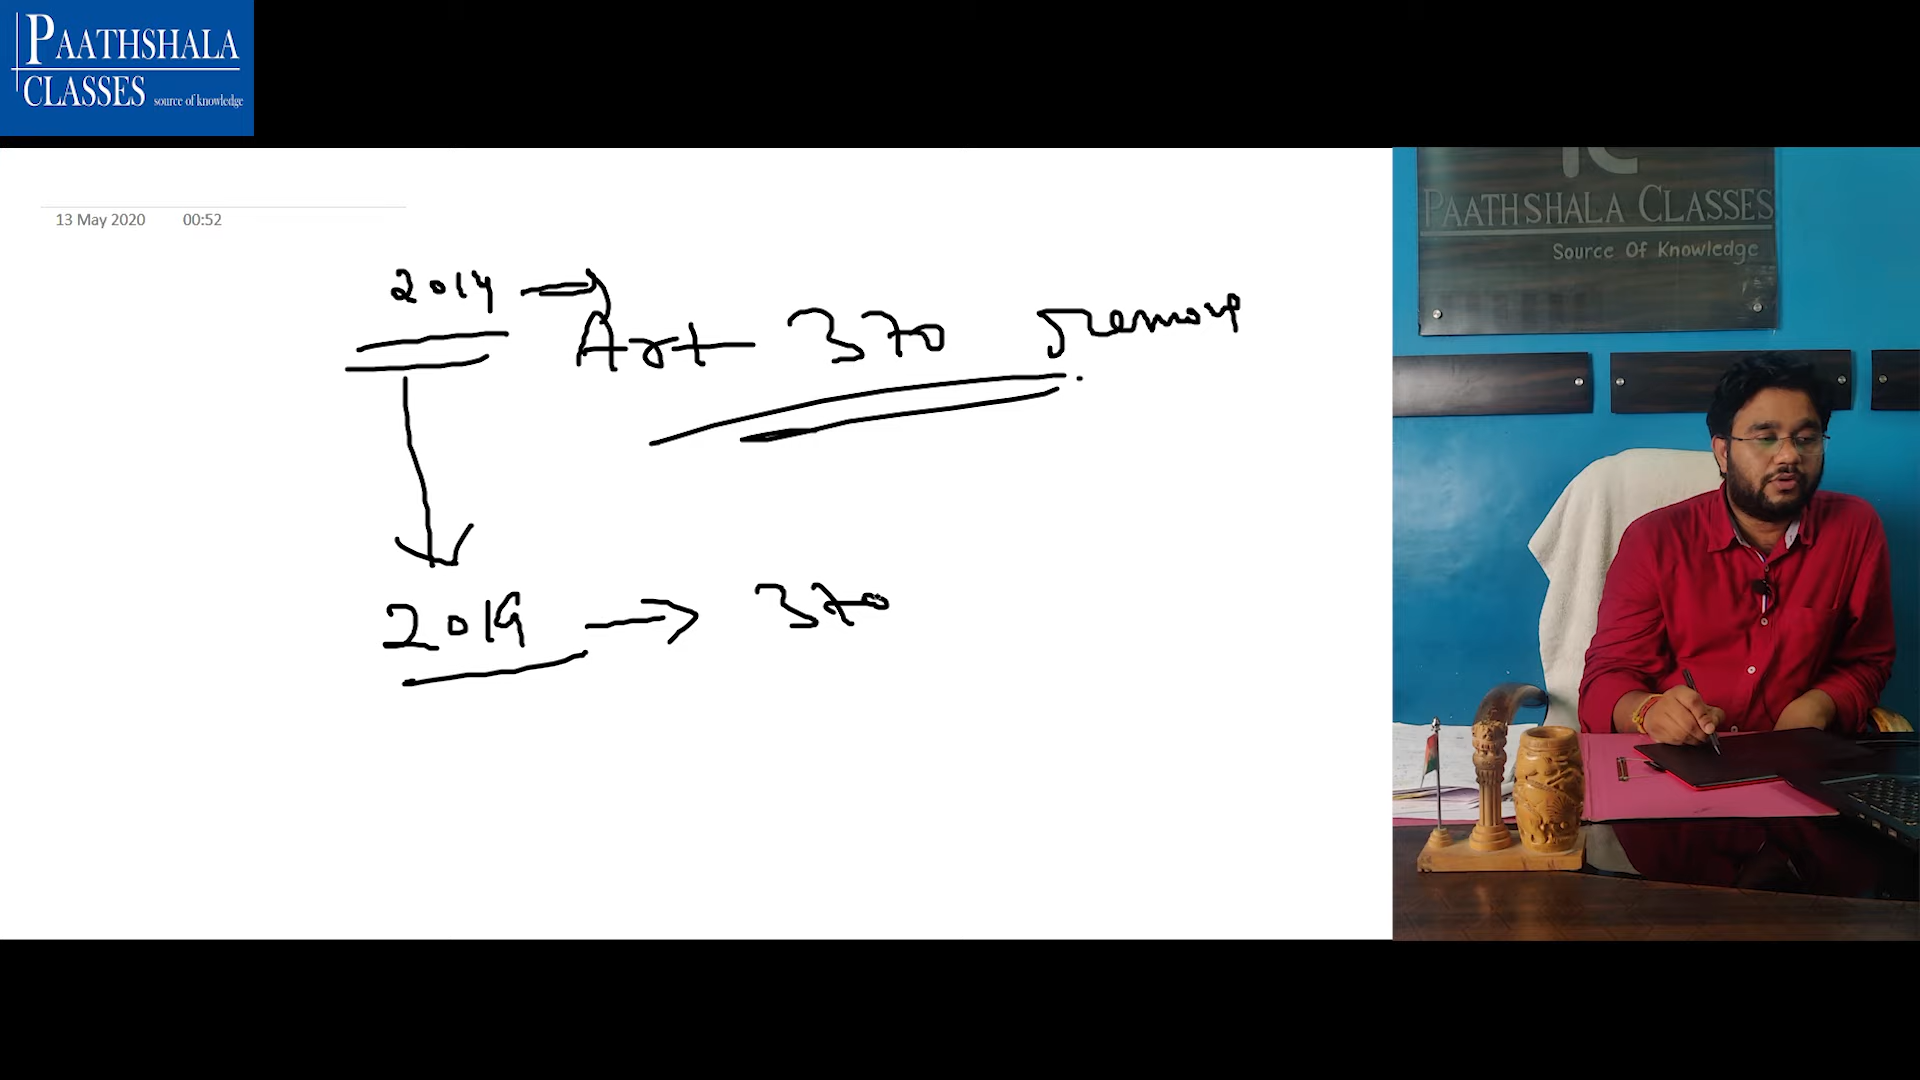 PAATHSHALA
CLASSES source of knowledge
13 May 2020 00:52
2014 →
Art 370 remove
2019 → 370
PAATHSHALA CLASSES
Source Of Knowledge